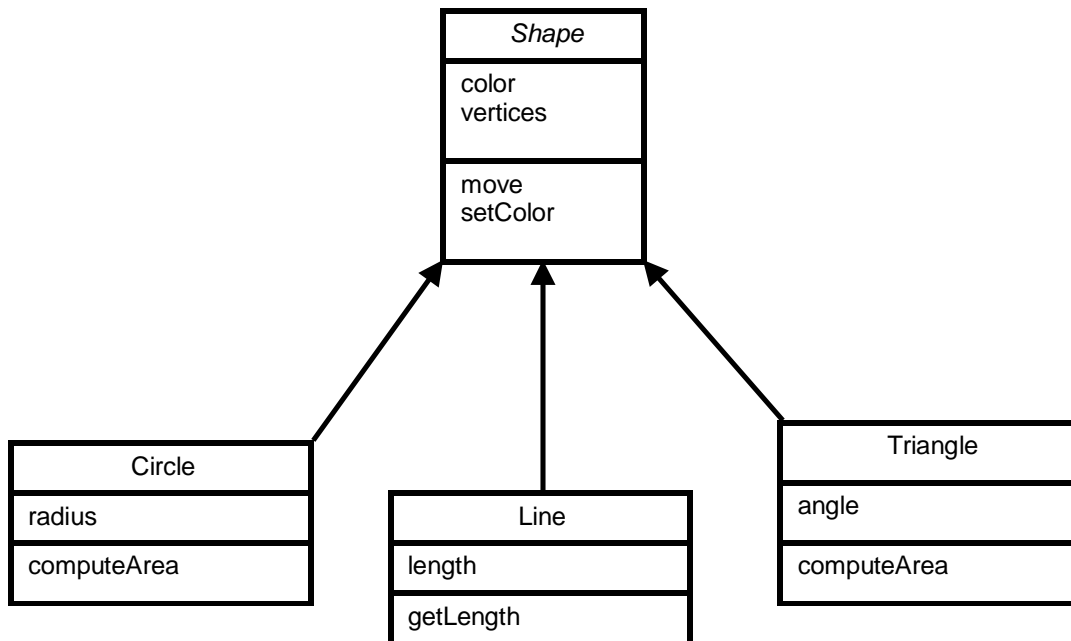 Shape
color
vertices
move
setColor
Circle
radius
computeArea
Line
length
getLength
Triangle
angle
computeArea